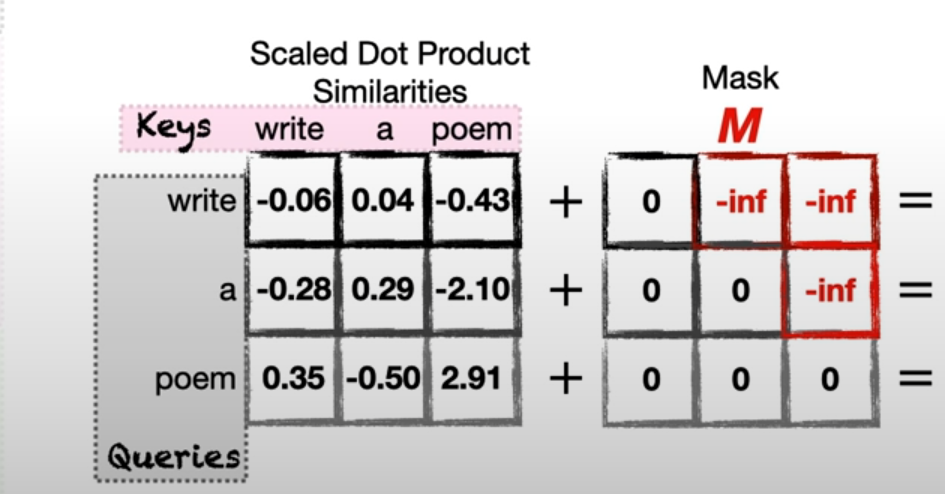 Scaled Dot Product
Similarities
Mask
Keys write a poem M
write -0.06 0.04 -0.43 + 0 -inf -inf =
a -0.28 0.29 -2.10 + 0 0 -inf =
poem 0.35 -0.50 2.91 + 0 0 0 =
Queries